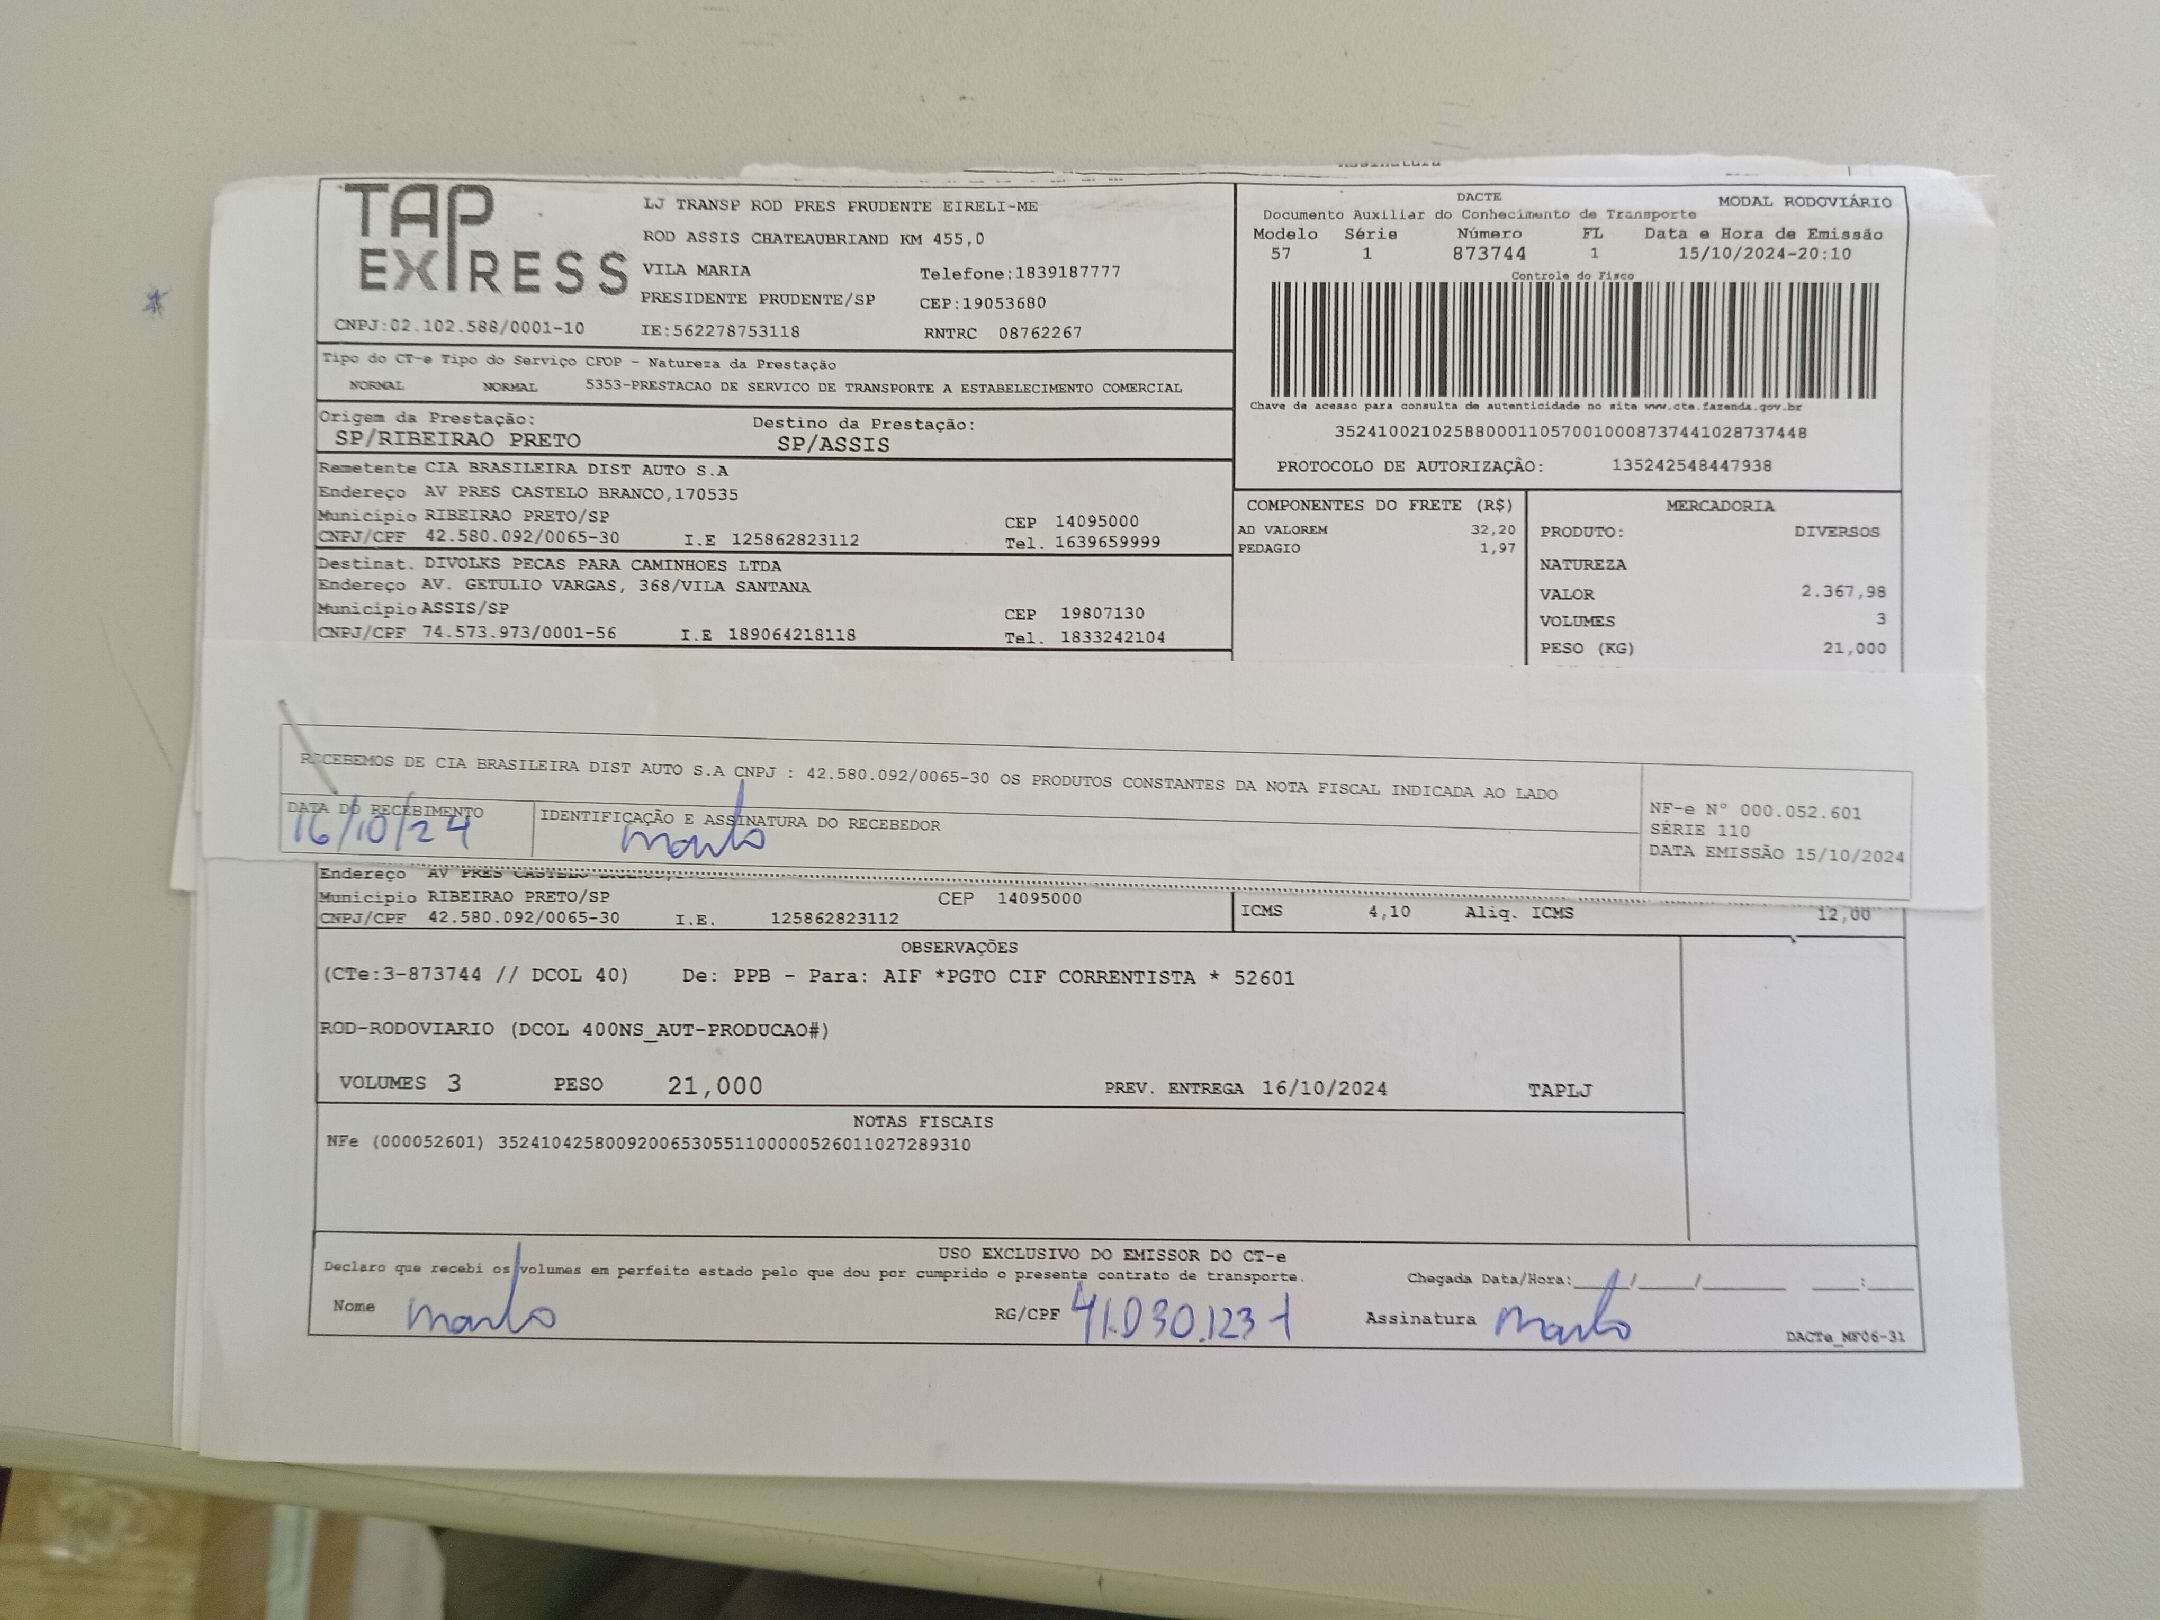 TAP
EXPRESS
LJ TRANSP ROD PRES PRUDENTE EIRELI-ME
ROD ASSIS CHATEAUBRIAND KM 455,0
VILA MARIA Telefone:1839187777
PRESIDENTE PRUDENTE/SP CEP:19053680
CNPJ:02.102.588/0001-10 IE:562278753118 RNTRC 08762267
DACTE MODAL RODOVIÁRIO
Documento Auxiliar do Conhecimento de Transporte
Modelo Série Número FL Data e Hora de Emissão
57 1 873744 1 15/10/2024-20:10
Controle do Fisco
Chave de acesso para consulta de autenticidade no site www.cte.fazenda.gov.br
35241002102588000110570010008737441028737448
PROTOCOLO DE AUTORIZAÇÃO: 135242548447938
Tipo do CT-e Tipo do Serviço CFOP - Natureza da Prestação
NORMAL NORMAL 5353-PRESTACAO DE SERVICO DE TRANSPORTE A ESTABELECIMENTO COMERCIAL
Origem da Prestação: Destino da Prestação:
SP/RIBEIRAO PRETO SP/ASSIS
Remetente CIA BRASILEIRA DIST AUTO S.A
Endereço AV PRES CASTELO BRANCO,170535
Município RIBEIRAO PRETO/SP CEP 14095000
CNPJ/CPF 42.580.092/0065-30 I.E 125862823112 Tel. 1639659999
Destinat. DIVOLKS PECAS PARA CAMINHOES LTDA
Endereço AV. GETULIO VARGAS, 368/VILA SANTANA
Município ASSIS/SP CEP 19807130
CNPJ/CPF 74.573.973/0001-56 I.E 189064218118 Tel. 1833242104
COMPONENTES DO FRETE (R$)
AD VALOREM 32,20
PEDAGIO 1,97
MERCADORIA
PRODUTO: DIVERSOS
NATUREZA
VALOR 2.367,98
VOLUMES 3
PESO (KG) 21,000
RECEBEMOS DE CIA BRASILEIRA DIST AUTO S.A CNPJ : 42.580.092/0065-30 OS PRODUTOS CONSTANTES DA NOTA FISCAL INDICADA AO LADO
DATA DO RECEBIMENTO IDENTIFICAÇÃO E ASSINATURA DO RECEBEDOR
16/10/24
NF-e N° 000.052.601
SÉRIE 110
DATA EMISSÃO 15/10/2024
Endereço AV PRES
Município RIBEIRAO PRETO/SP CEP 14095000
CNPJ/CPF 42.580.092/0065-30 I.E. 125862823112
ICMS 4,10 Aliq. ICMS 12,00
OBSERVAÇÕES
(CTe:3-873744 // DCOL 40) De: PPB - Para: AIF *PGTO CIF CORRENTISTA * 52601
ROD-RODOVIARIO (DCOL 400NS_AUT-PRODUCAO#)
VOLUMES 3 PESO 21,000 PREV. ENTREGA 16/10/2024 TAPLJ
NOTAS FISCAIS
NFe (000052601) 35241042580092006530551100000526011027289310
USO EXCLUSIVO DO EMISSOR DO CT-e
Declaro que recebi os volumes em perfeito estado pelo que dou por cumprido o presente contrato de transporte. Chegada Data/Hora:____/____/______ ___:___
Nome RG/CPF 41.030.123-1 Assinatura
DACTe_MF06-31